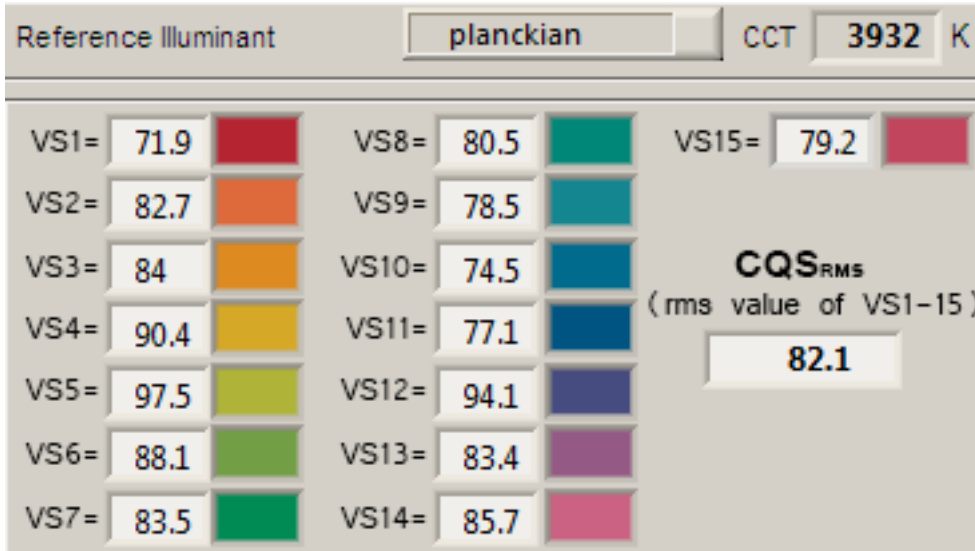 Reference Illuminant planckian CCT 3932 K
VS1= 71.9 VS8= 80.5 VS15= 79.2
VS2= 82.7 VS9= 78.5
VS3= 84 VS10= 74.5 CQSRMS
(rms value of VS1-15)
VS4= 90.4 VS11= 77.1
82.1
VS5= 97.5 VS12= 94.1
VS6= 88.1 VS13= 83.4
VS7= 83.5 VS14= 85.7